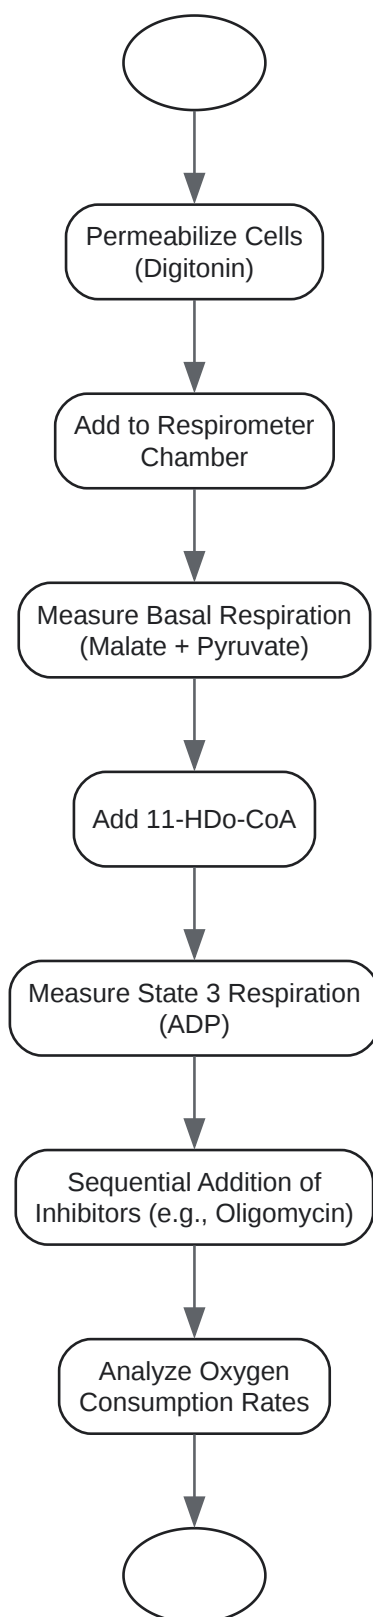 Permeabilize Cells
(Digitonin)
Add to Respirometer
Chamber
Measure Basal Respiration
(Malate + Pyruvate)
Add 11-HDo-CoA
Measure State 3 Respiration
(ADP)
Sequential Addition of
Inhibitors (e.g., Oligomycin)
Analyze Oxygen
Consumption Rates